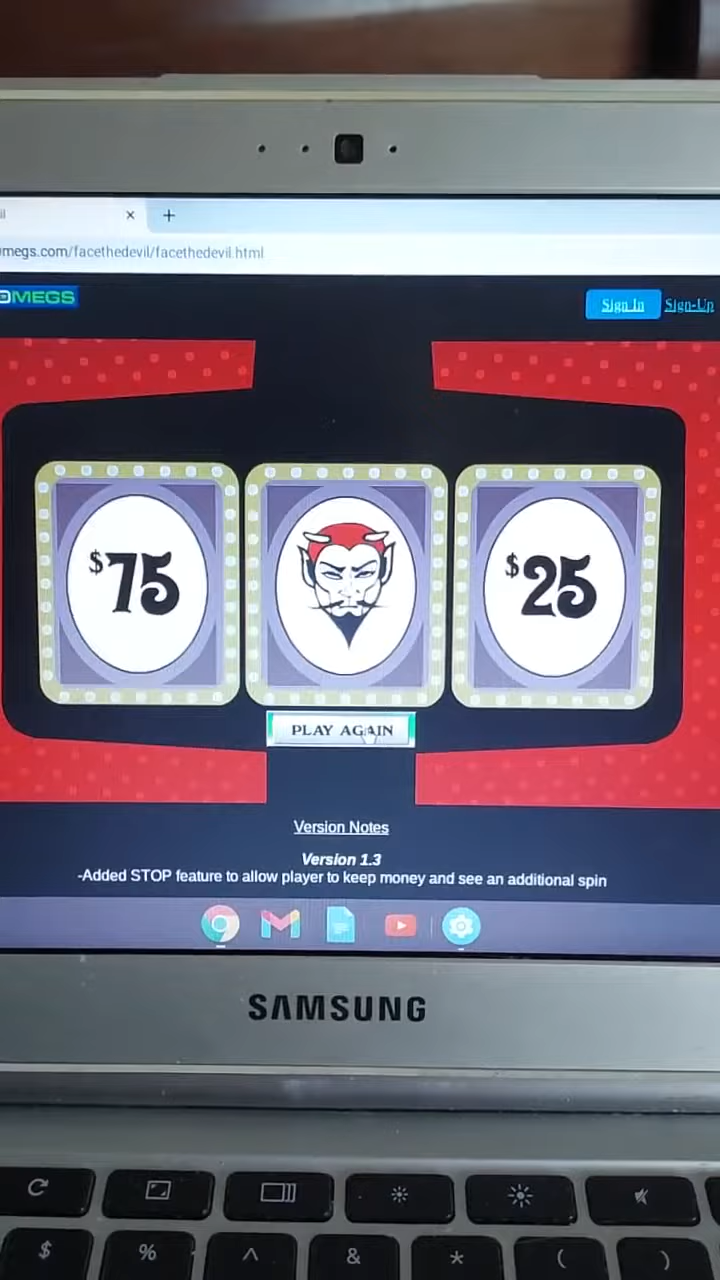 megs.com/facethedevil/facethedevil.html
OMEGS
Sign In Sign-Up
$75
$25
PLAY AGAIN
Version Notes
Version 1.3
-Added STOP feature to allow player to keep money and see an additional spin
SAMSUNG
$ % ^ & * ( )